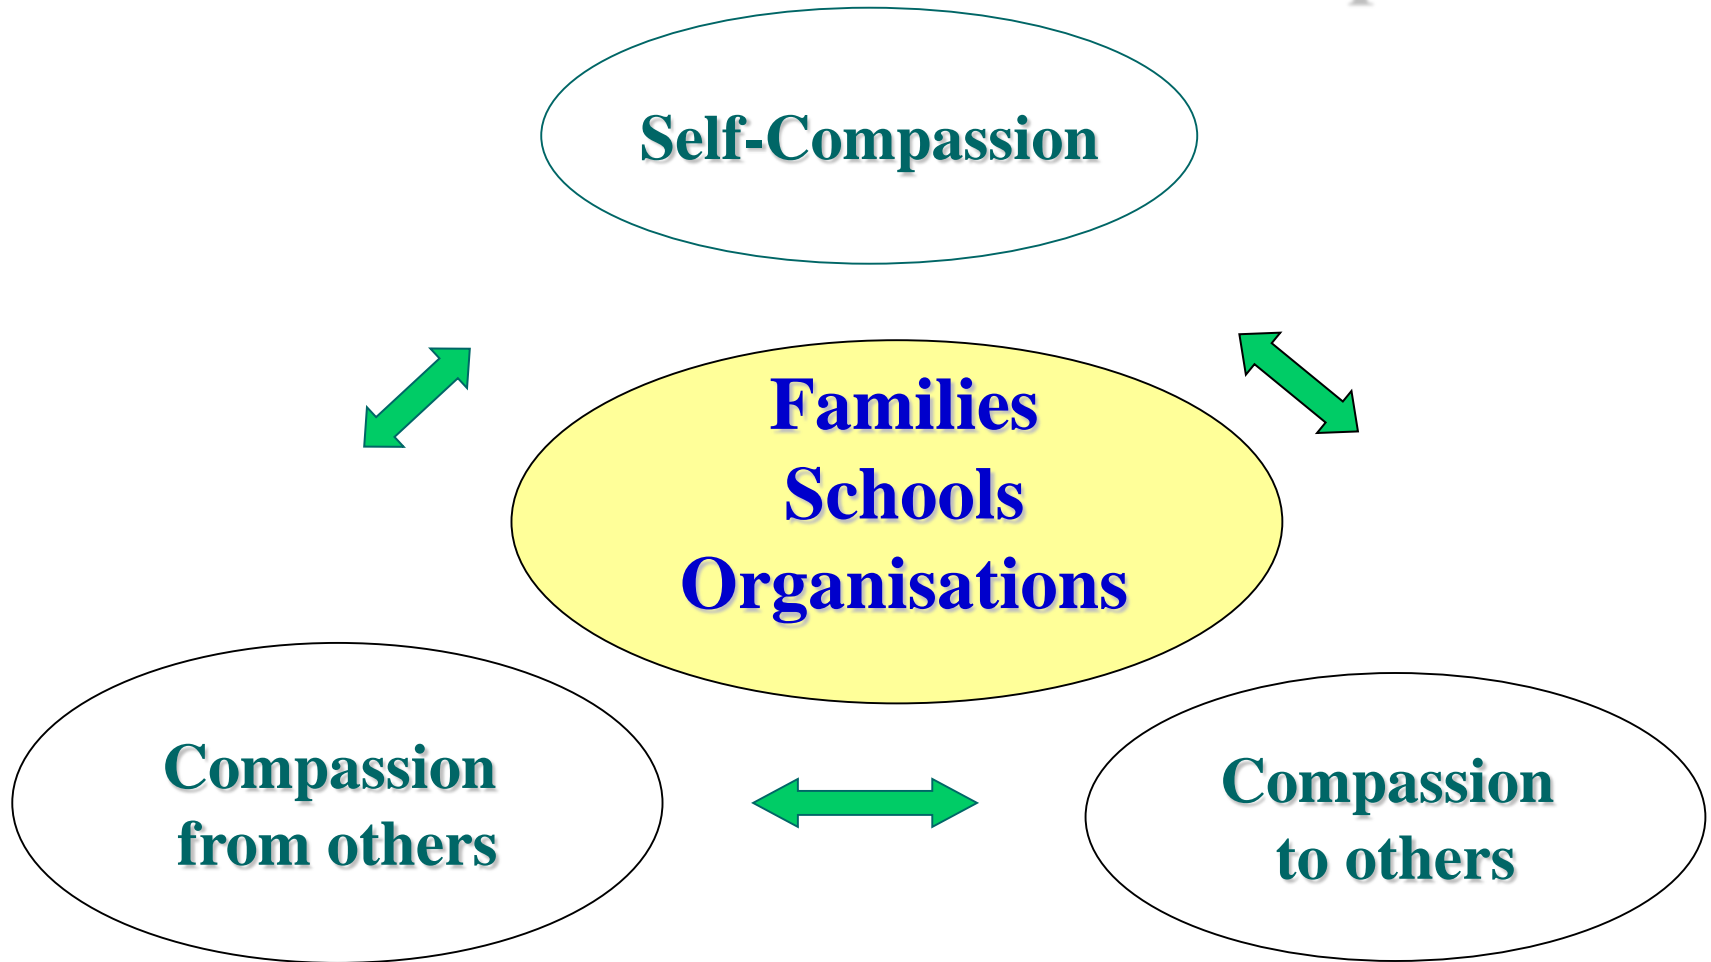 Self-Compassion
Families
Schools
Organisations
Compassion
from others
Compassion
to others